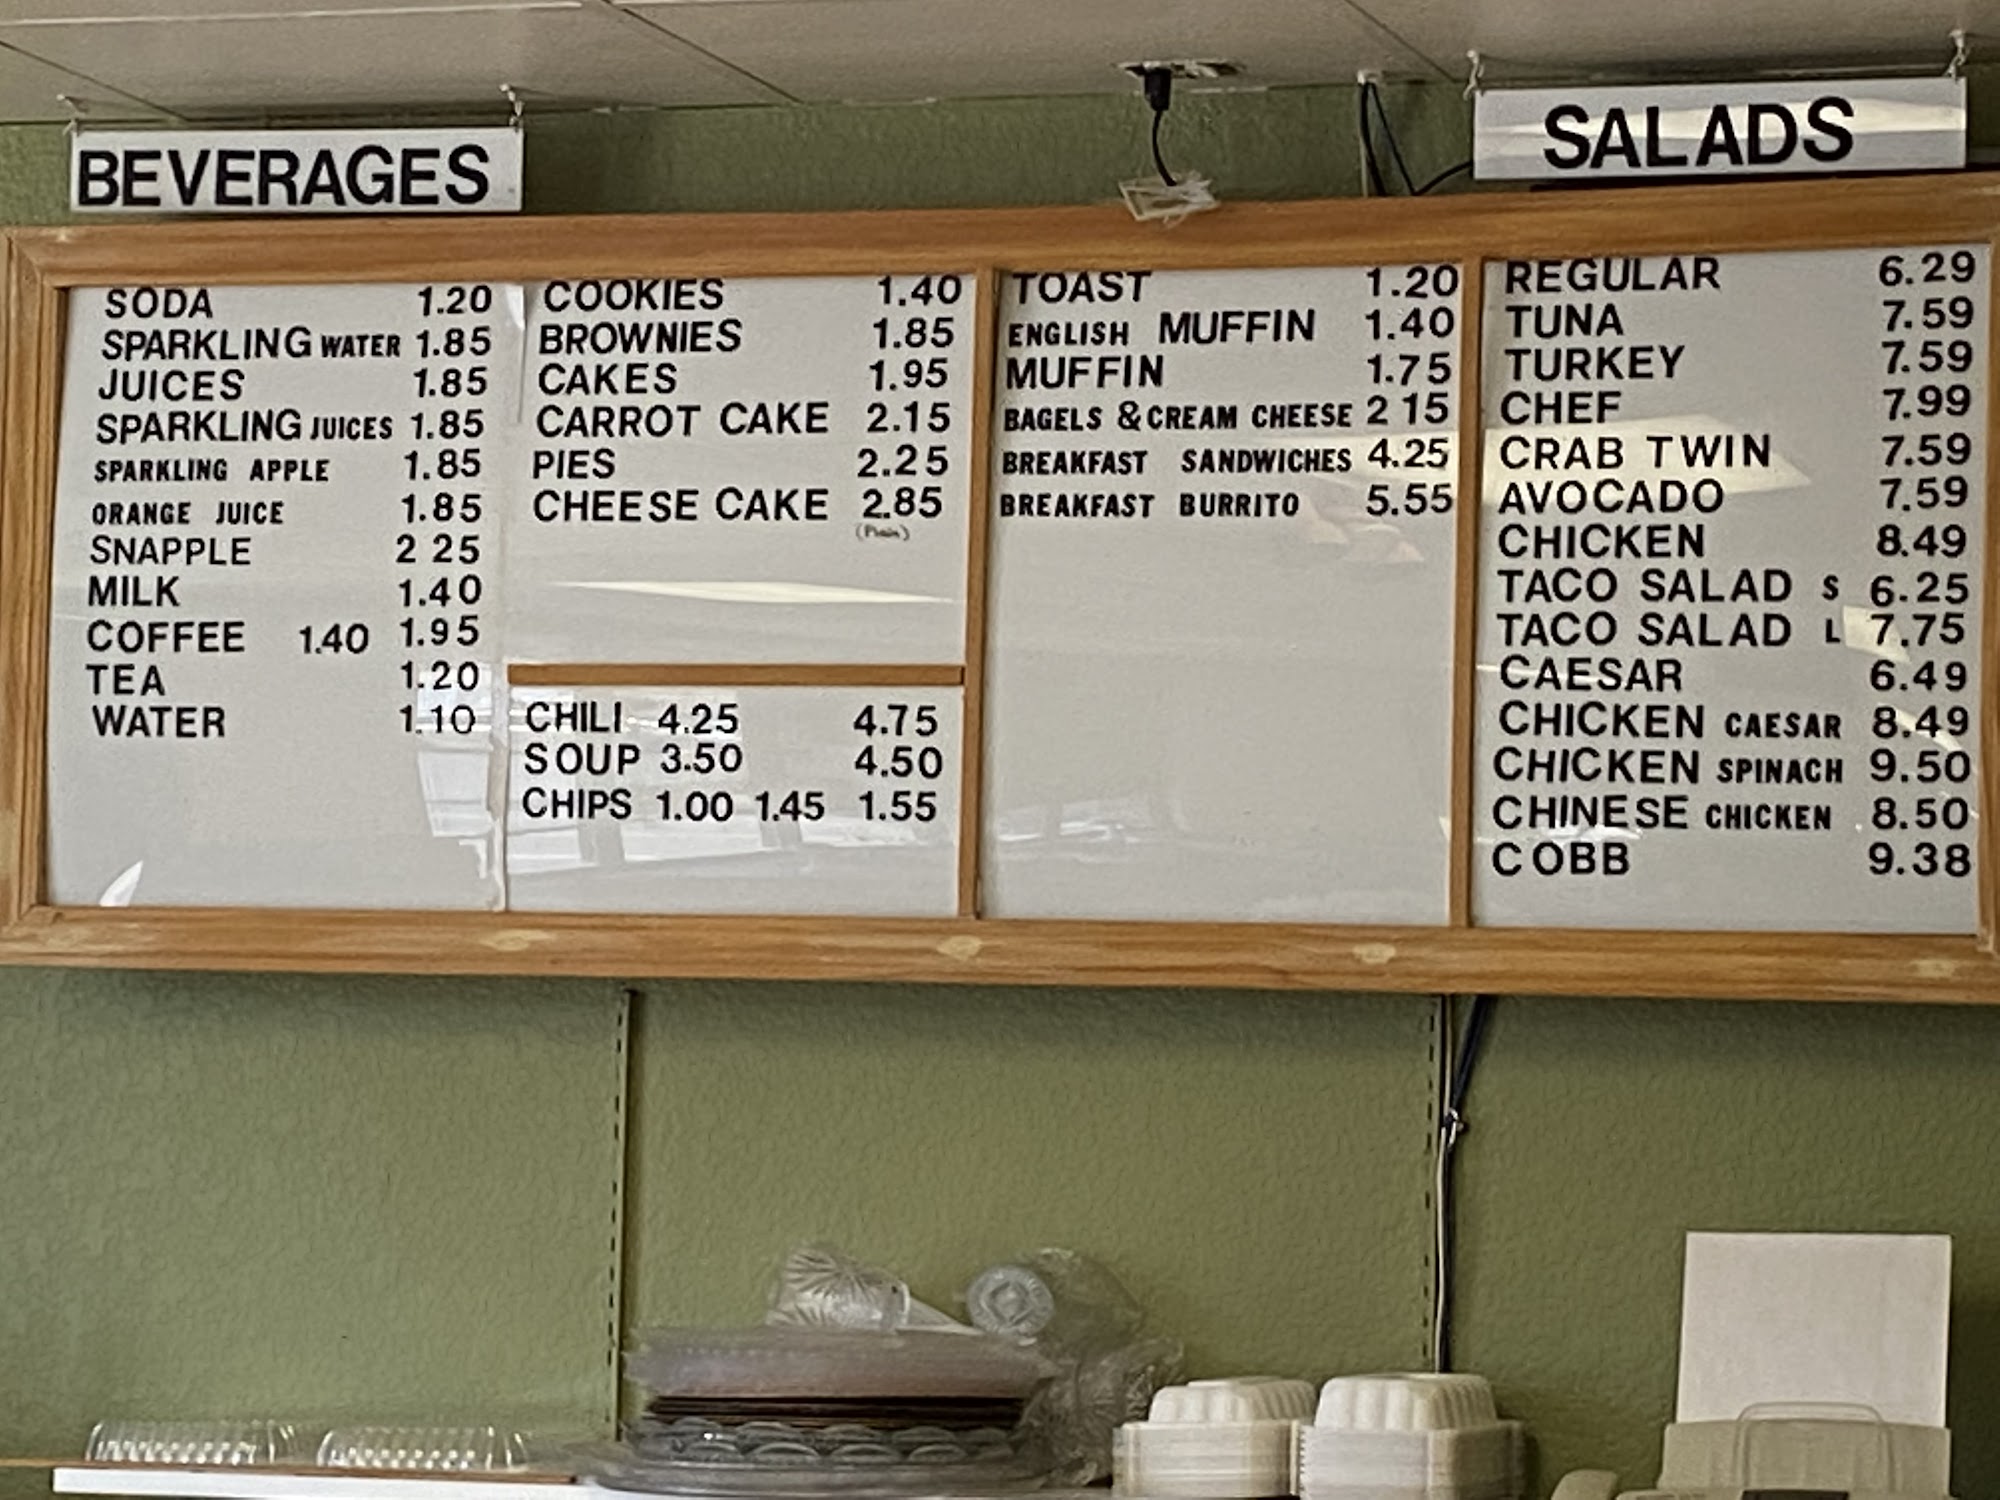 BEVERAGES
SODA 1.20
SPARKLING WATER 1.85
JUICES 1.85
SPARKLING JUICES 1.85
SPARKLING APPLE 1.85
ORANGE JUICE 1.85
SNAPPLE 2 25
MILK 1.40
COFFEE 1.40 1.95
TEA 1.20
WATER 1.10
COOKIES 1.40
BROWNIES 1.85
CAKES 1.95
CARROT CAKE 2.15
PIES 2.25
CHEESE CAKE 2.85
(Plain)
CHILI 4.25 4.75
SOUP 3.50 4.50
CHIPS 1.00 1.45 1.55
TOAST 1.20
ENGLISH MUFFIN 1.40
MUFFIN 1.75
BAGELS & CREAM CHEESE 2 15
BREAKFAST SANDWICHES 4.25
BREAKFAST BURRITO 5.55
SALADS
REGULAR 6.29
TUNA 7.59
TURKEY 7.59
CHEF 7.99
CRAB TWIN 7.59
AVOCADO 7.59
CHICKEN 8.49
TACO SALAD S 6.25
TACO SALAD L 7.75
CAESAR 6.49
CHICKEN CAESAR 8.49
CHICKEN SPINACH 9.50
CHINESE CHICKEN 8.50
COBB 9.38